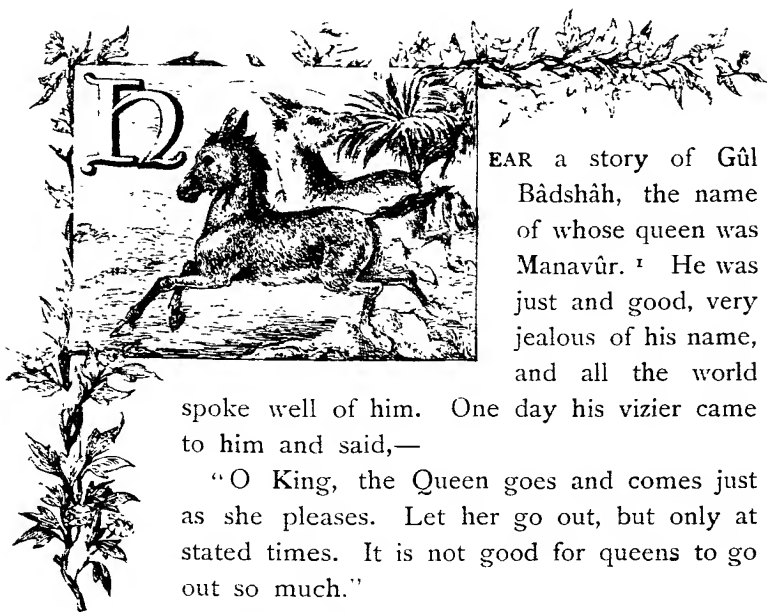 HEAR a story of Gûl
Bâdshâh, the name
of whose queen was
Manavûr. ¹ He was
just and good, very
jealous of his name,
and all the world
spoke well of him. One day his vizier came
to him and said,—
"O King, the Queen goes and comes just
as she pleases. Let her go out, but only at
stated times. It is not good for queens to go
out so much."